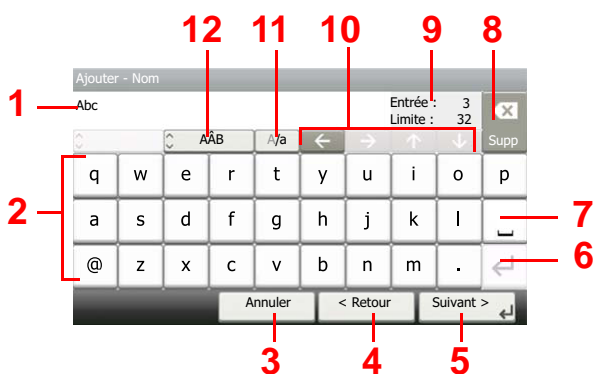 12 11 10 9 8
Ajouter - Nom
1 Abc Entrée : 3
Limite : 32
AÂB A/a ← → ↑ ↓ Supp
2
q w e r t y u i o p
a s d f g h j k l 7
@ z x c v b n m . 6
Annuler < Retour Suivant >
3 4 5